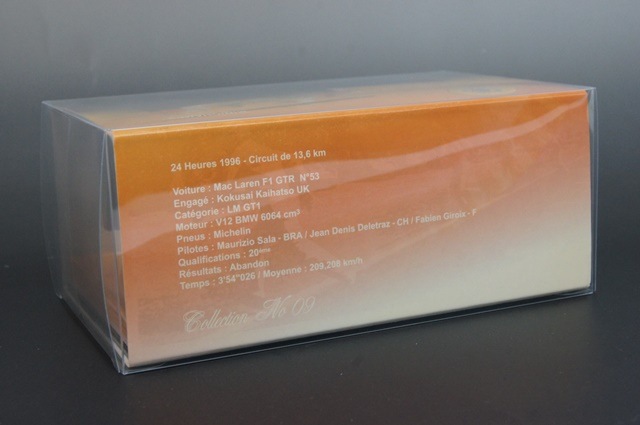 24 Heures 1996 - Circuit de 13,6 km
Voiture : Mac Laren F1 GTR N°53
Engagé : Kokusai Kaihatso UK
Catégorie : LM GT1
Moteur : V12 BMW 6064 cm³
Pneus : Michelin
Pilotes : Maurizio Sala - BRA / Jean Denis Deletraz - CH / Fabien Giroix - F
Qualifications : 20ème
Résultats : Abandon
Temps : 3'54"026 / Moyenne : 209.208 km/h
Collection No 09